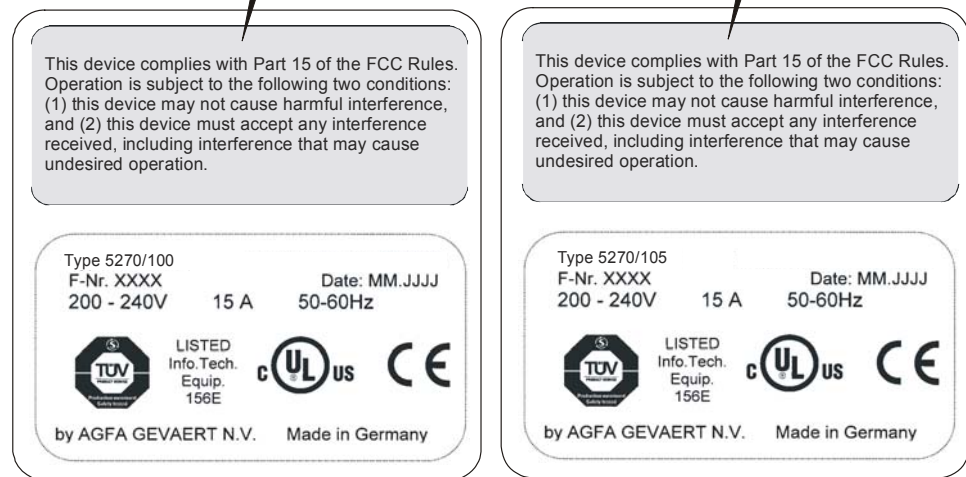 This device complies with Part 15 of the FCC Rules.
Operation is subject to the following two conditions:
(1) this device may not cause harmful interference,
and (2) this device must accept any interference
received, including interference that may cause
undesired operation.
Type 5270/100
F-Nr. XXXX Date: MM.JJJJ
200 - 240V 15 A 50-60Hz
TÜV
PRODUCT SERVICE
LISTED
Info.Tech.
Equip.
156E
C UL US CE
by AGFA GEVAERT N.V. Made in Germany
This device complies with Part 15 of the FCC Rules.
Operation is subject to the following two conditions:
(1) this device may not cause harmful interference,
and (2) this device must accept any interference
received, including interference that may cause
undesired operation.
Type 5270/105
F-Nr. XXXX Date: MM.JJJJ
200 - 240V 15 A 50-60Hz
TÜV
PRODUCT SERVICE
LISTED
Info.Tech.
Equip.
156E
C UL US CE
by AGFA GEVAERT N.V. Made in Germany